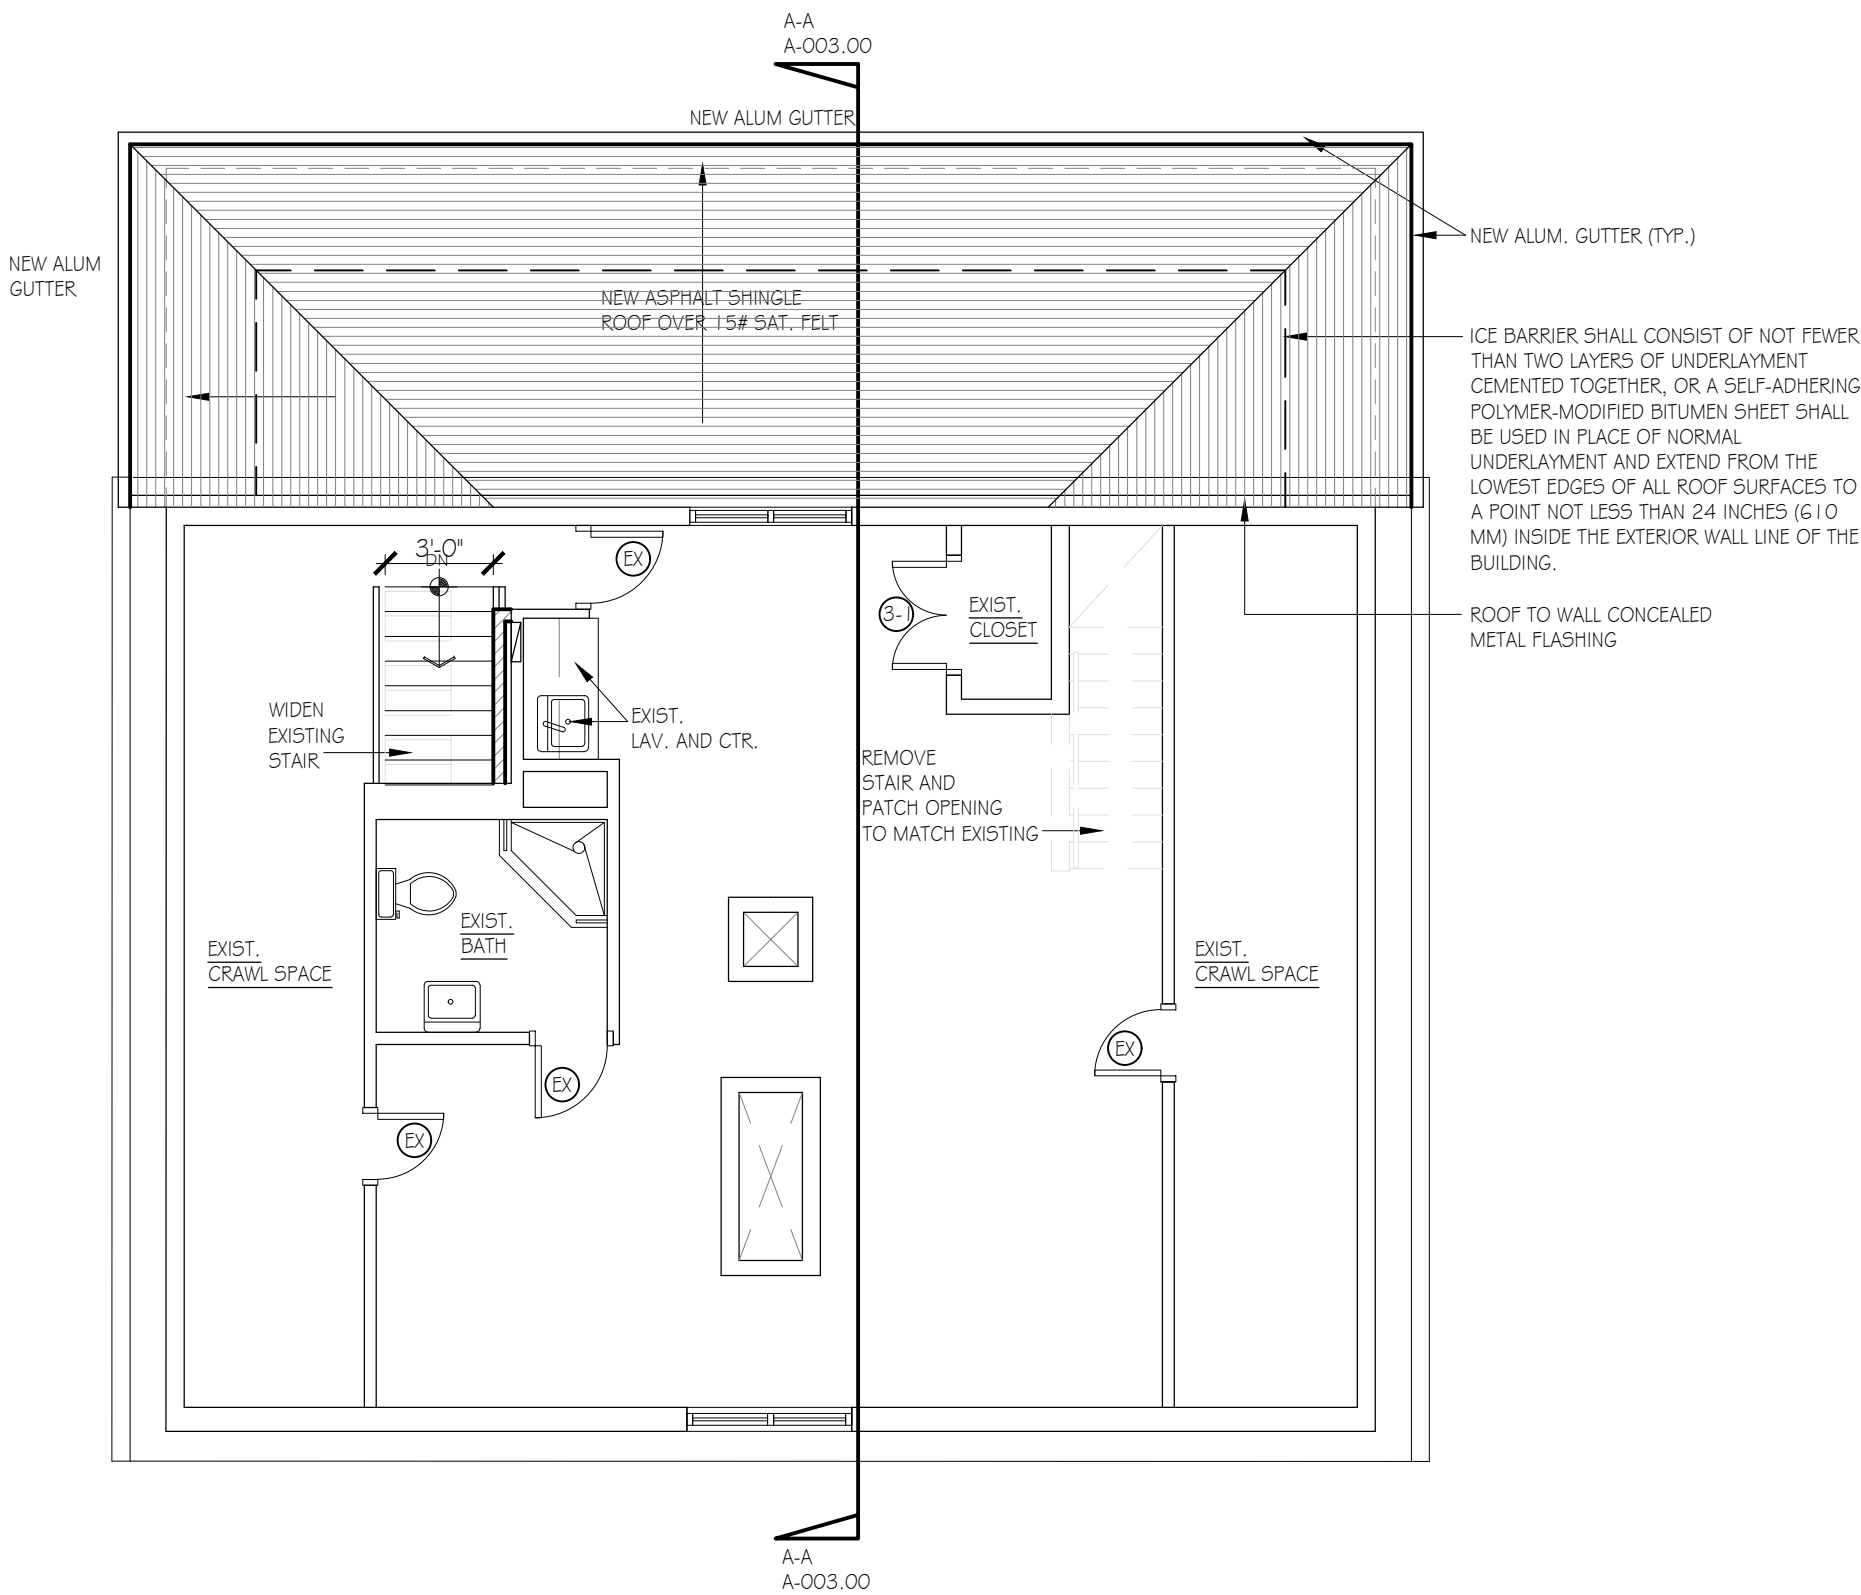 A-A
A-003.00
NEW ALUM GUTTER
NEW ALUM
GUTTER
NEW ALUM. GUTTER (TYP.)
NEW ASPHALT SHINGLE
ROOF OVER 15# SAT. FELT
ICE BARRIER SHALL CONSIST OF NOT FEWER
THAN TWO LAYERS OF UNDERLAYMENT
CEMENTED TOGETHER, OR A SELF-ADHERING
POLYMER-MODIFIED BITUMEN SHEET SHALL
BE USED IN PLACE OF NORMAL
UNDERLAYMENT AND EXTEND FROM THE
LOWEST EDGES OF ALL ROOF SURFACES TO
A POINT NOT LESS THAN 24 INCHES (610
MM) INSIDE THE EXTERIOR WALL LINE OF THE
BUILDING.
ROOF TO WALL CONCEALED
METAL FLASHING
3'-0"
DN
EX
3-1
EXIST.
CLOSET
WIDEN
EXISTING
STAIR
EXIST.
LAV. AND CTR.
REMOVE
STAIR AND
PATCH OPENING
TO MATCH EXISTING
EXIST.
BATH
EXIST.
CRAWL SPACE
EXIST.
CRAWL SPACE
EX
EX
EX
A-A
A-003.00